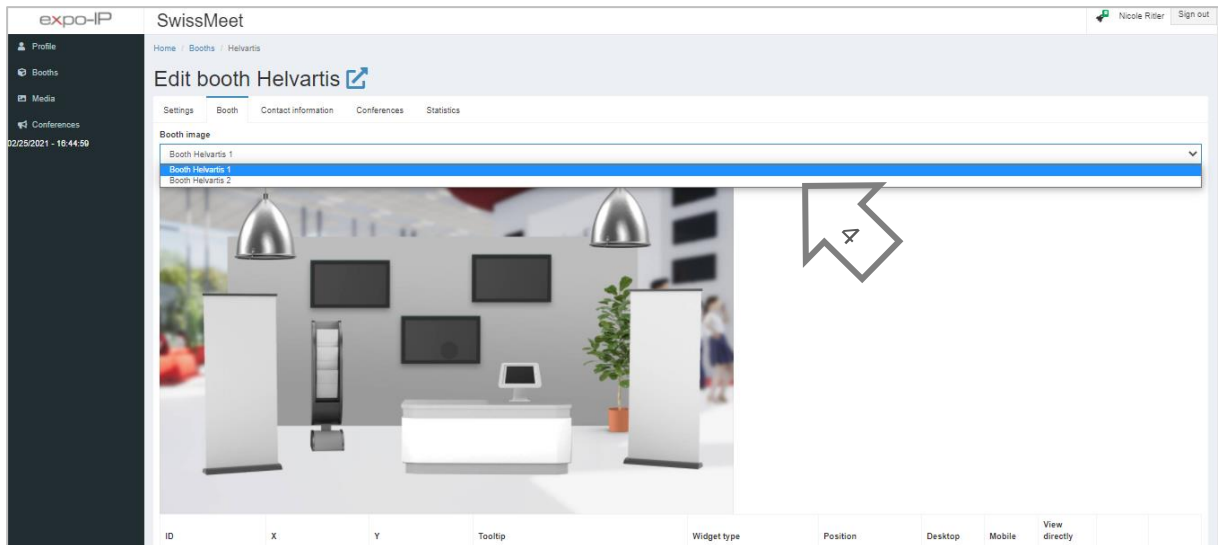 expo-IP
SwissMeet
Nicole Ritler
Sign out
Profile
Booths
Media
Conferences
02/25/2021 - 16:44:59
Home / Booths / Helvartis
Edit booth Helvartis
Settings Booth Contact information Conferences Statistics
Booth image
Booth Helvartis 1
Booth Helvartis 1
Booth Helvartis 2
4
ID X Y Tooltip Widget type Position Desktop Mobile View directly